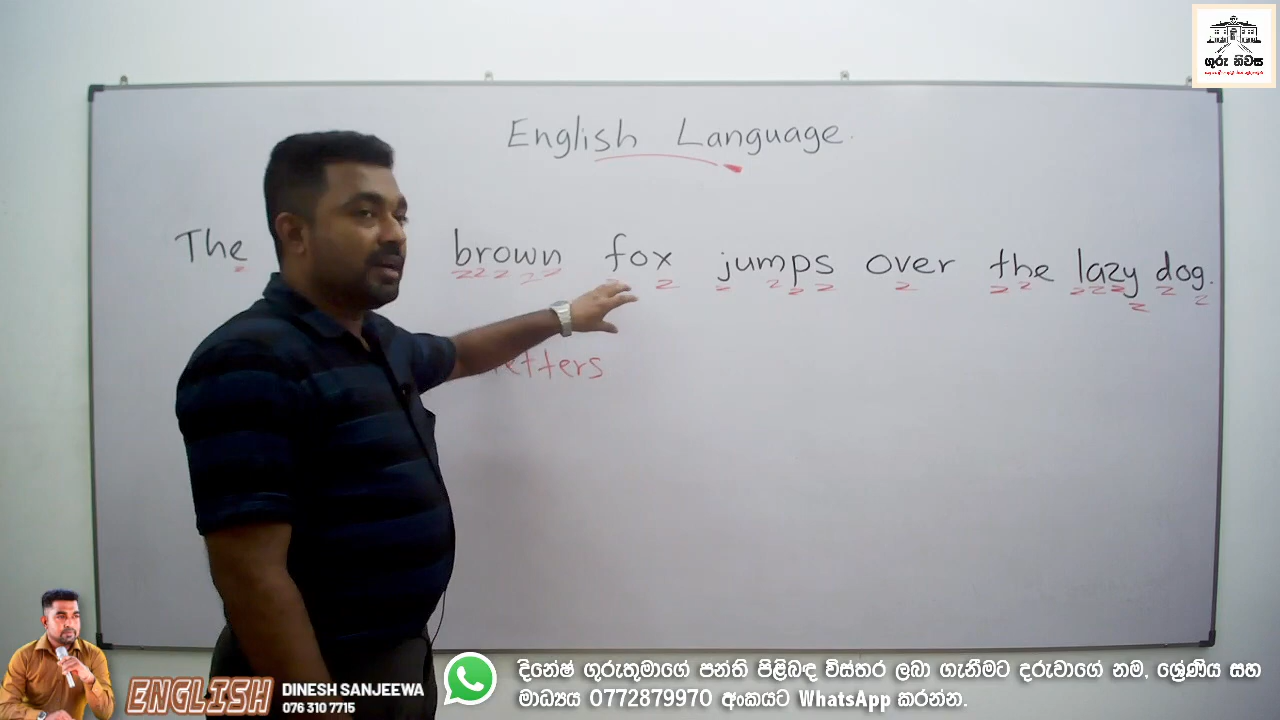 ගුරු නිවස
English Language.
The brown fox jumps over the lazy dog.
letters
ENGLISH
DINESH SANJEEWA
076 310 7715
දිනේෂ් ගුරුතුමාගේ පන්ති පිළිබඳ විස්තර ලබා ගැනීමට දරුවාගේ නම, ශ්‍රේණිය සහ
මාධ්‍යය 0772879970 අංකයට WhatsApp කරන්න.